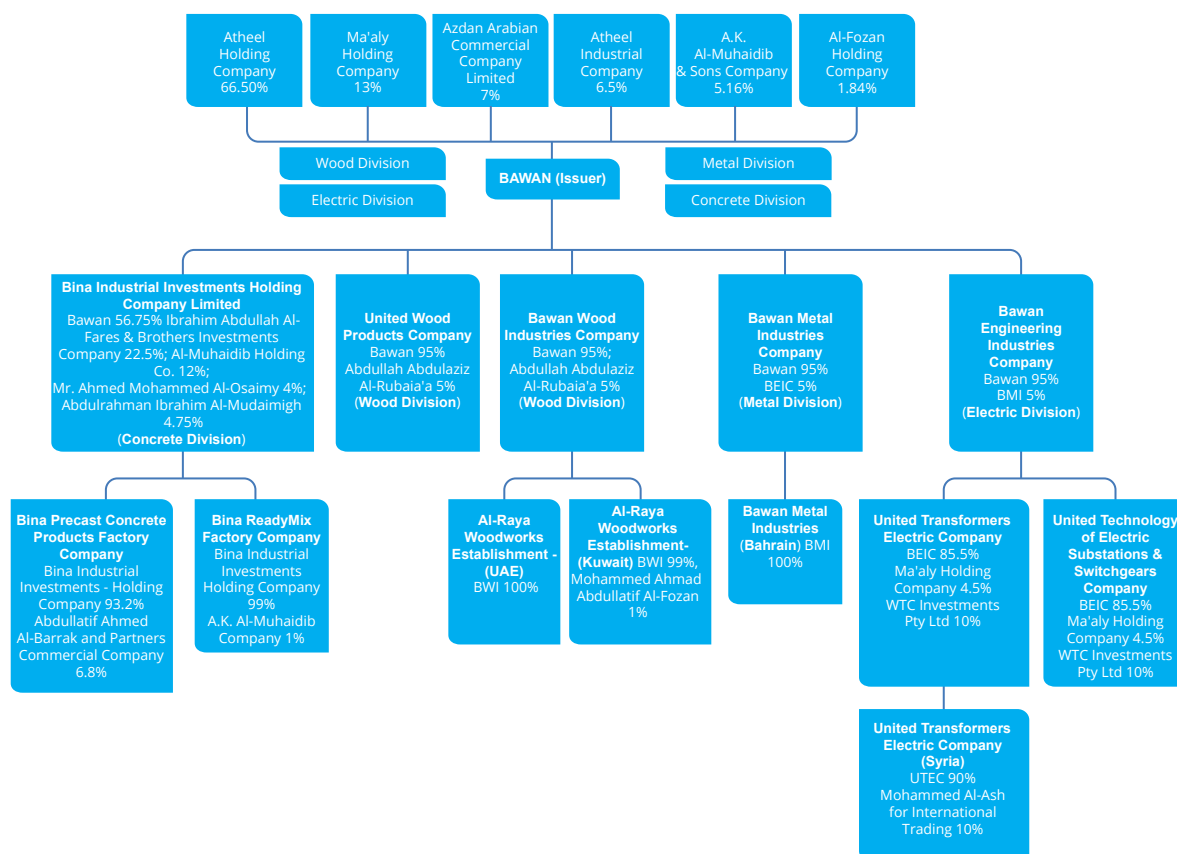 Atheel
Holding
Company
66.50%
Ma'aly
Holding
Company
13%
Azdan Arabian
Commercial
Company
Limited
7%
Atheel
Industrial
Company
6.5%
A.K.
Al-Muhaidib
& Sons Company
5.16%
Al-Fozan
Holding
Company
1.84%
Wood Division
Electric Division
BAWAN (Issuer)
Metal Division
Concrete Division
Bina Industrial Investments Holding
Company Limited
Bawan 56.75% Ibrahim Abdullah Al-
Fares & Brothers Investments
Company 22.5%; Al-Muhaidib Holding
Co. 12%;
Mr. Ahmed Mohammed Al-Osaimy 4%;
Abdulrahman Ibrahim Al-Mudaimigh
4.75%
(Concrete Division)
United Wood
Products Company
Bawan 95%
Abdullah Abdulaziz
Al-Rubaia'a 5%
(Wood Division)
Bawan Wood
Industries Company
Bawan 95%;
Abdullah Abdulaziz
Al-Rubaia'a 5%
(Wood Division)
Bawan Metal
Industries
Company
Bawan 95%
BEIC 5%
(Metal Division)
Bawan
Engineering
Industries
Company
Bawan 95%
BMI 5%
(Electric Division)
Bina Precast Concrete
Products Factory
Company
Bina Industrial
Investments - Holding
Company 93.2%
Abdullatif Ahmed
Al-Barrak and Partners
Commercial Company
6.8%
Bina ReadyMix
Factory Company
Bina Industrial
Investments
Holding Company
99%
A.K. Al-Muhaidib
Company 1%
Al-Raya
Woodworks
Establishment -
(UAE)
BWI 100%
Al-Raya
Woodworks
Establishment-
(Kuwait) BWI 99%,
Mohammed Ahmad
Abdullatif Al-Fozan
1%
Bawan Metal
Industries
(Bahrain) BMI
100%
United Transformers
Electric Company
BEIC 85.5%
Ma'aly Holding
Company 4.5%
WTC Investments
Pty Ltd 10%
United Technology
of Electric
Substations &
Switchgears
Company
BEIC 85.5%
Ma'aly Holding
Company 4.5%
WTC Investments
Pty Ltd 10%
United Transformers
Electric Company
(Syria)
UTEC 90%
Mohammed Al-Ash
for International
Trading 10%